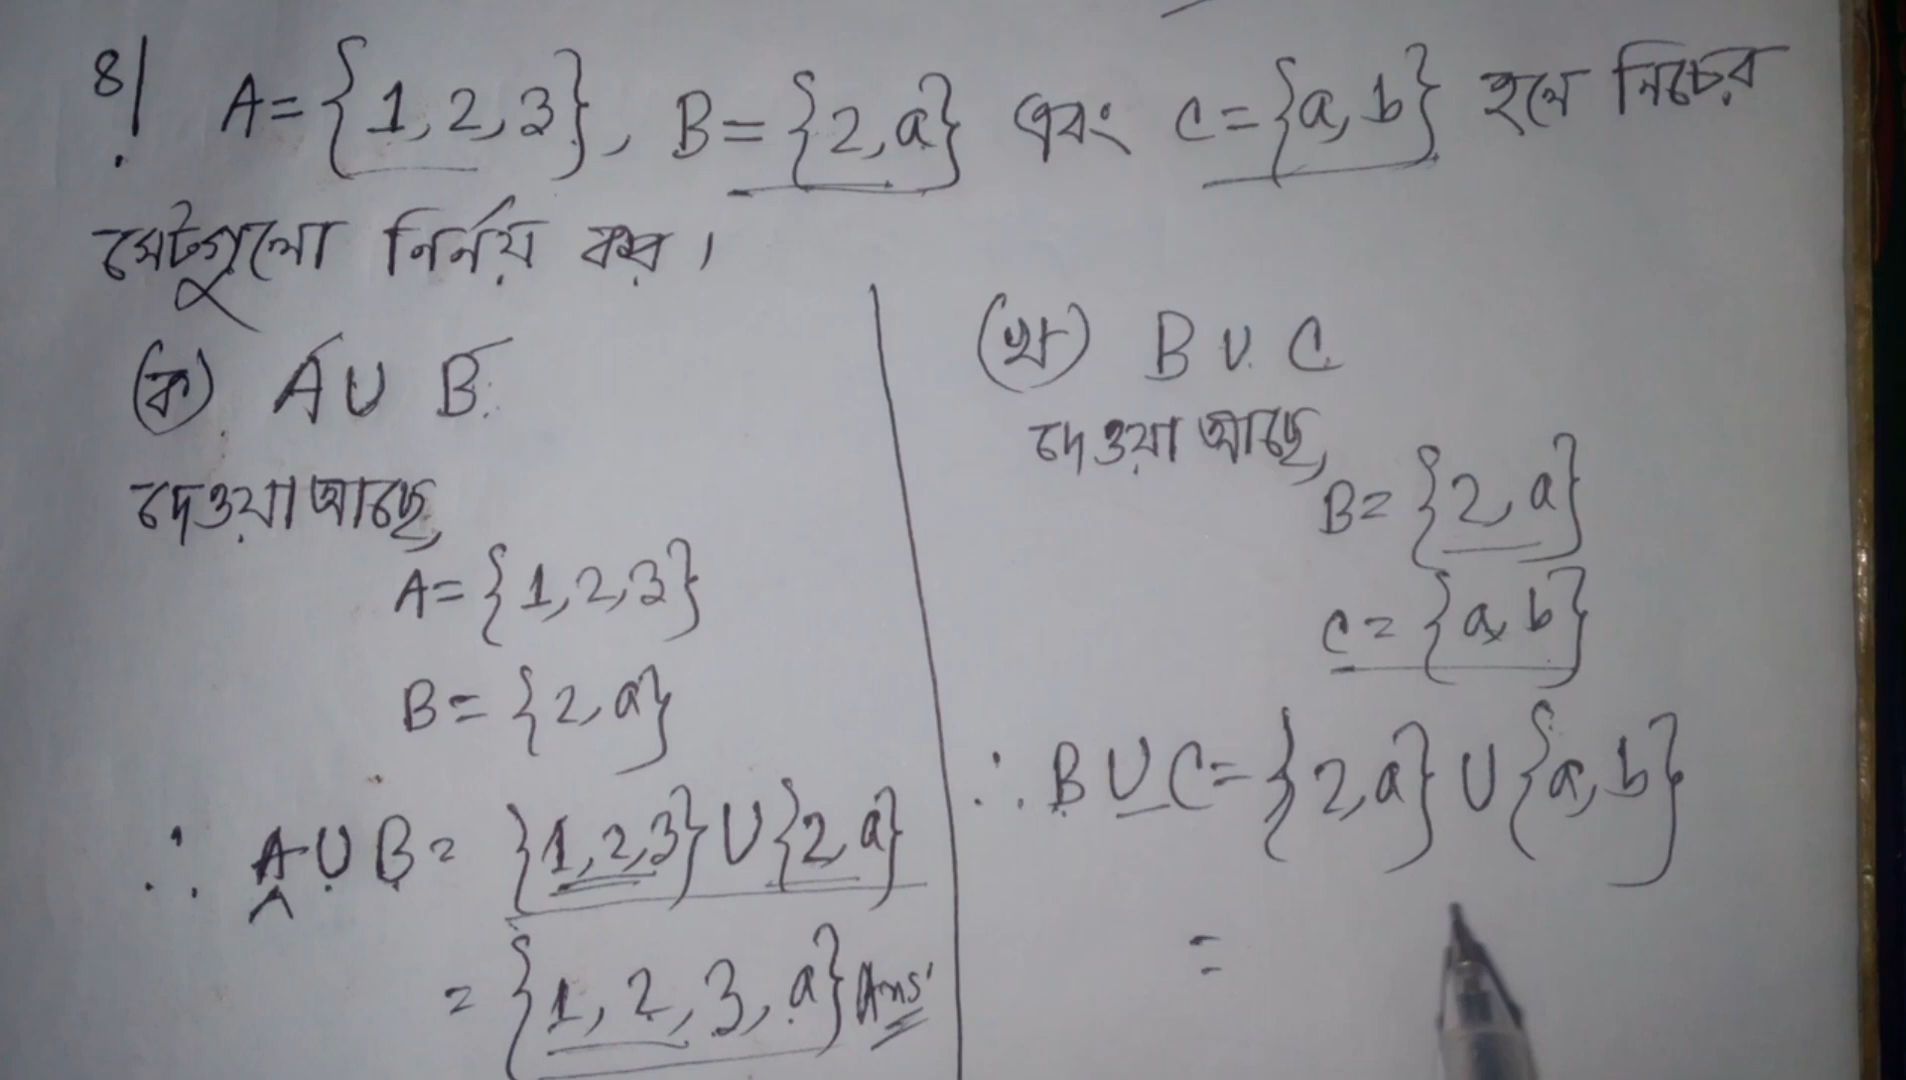 ৪। A = {1, 2, 3}, B = {2, a} এবং C = {a, b} হলে নিচের
সেটগুলো নির্নয় কর।
(ক) A U B.
দেওয়া আছে,
A = {1, 2, 3}
B = {2, a}
∴ A U B = {1, 2, 3} U {2, a}
= {1, 2, 3, a} Ans'
(খ) B U C
দেওয়া আছে,
B = {2, a}
C = {a, b}
∴ B U C = {2, a} U {a, b}
=